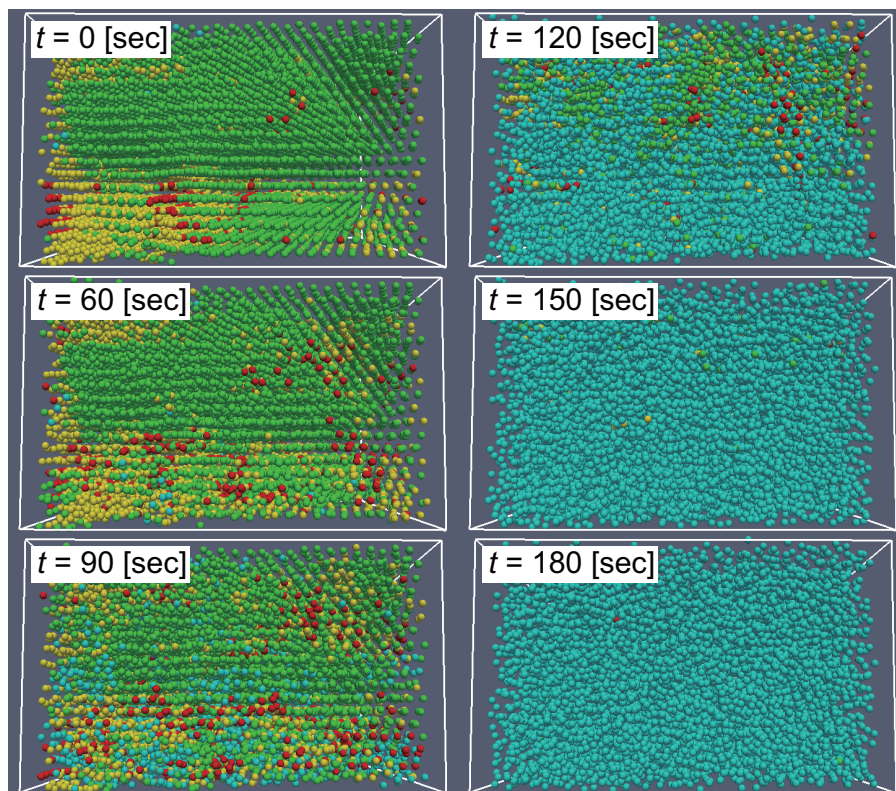 t = 0 [sec]
t = 60 [sec]
t = 90 [sec]
t = 120 [sec]
t = 150 [sec]
t = 180 [sec]